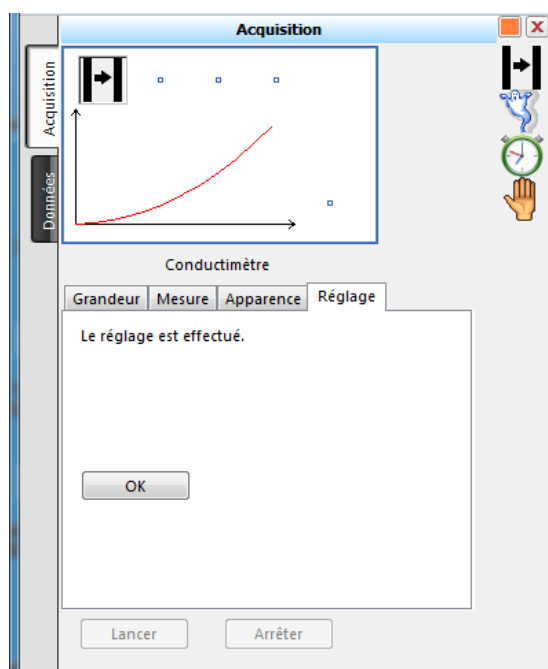 Acquisition
Acquisition
Données
Conductimètre
Grandeur Mesure Apparence Réglage
Le réglage est effectué.
OK
Lancer Arrêter